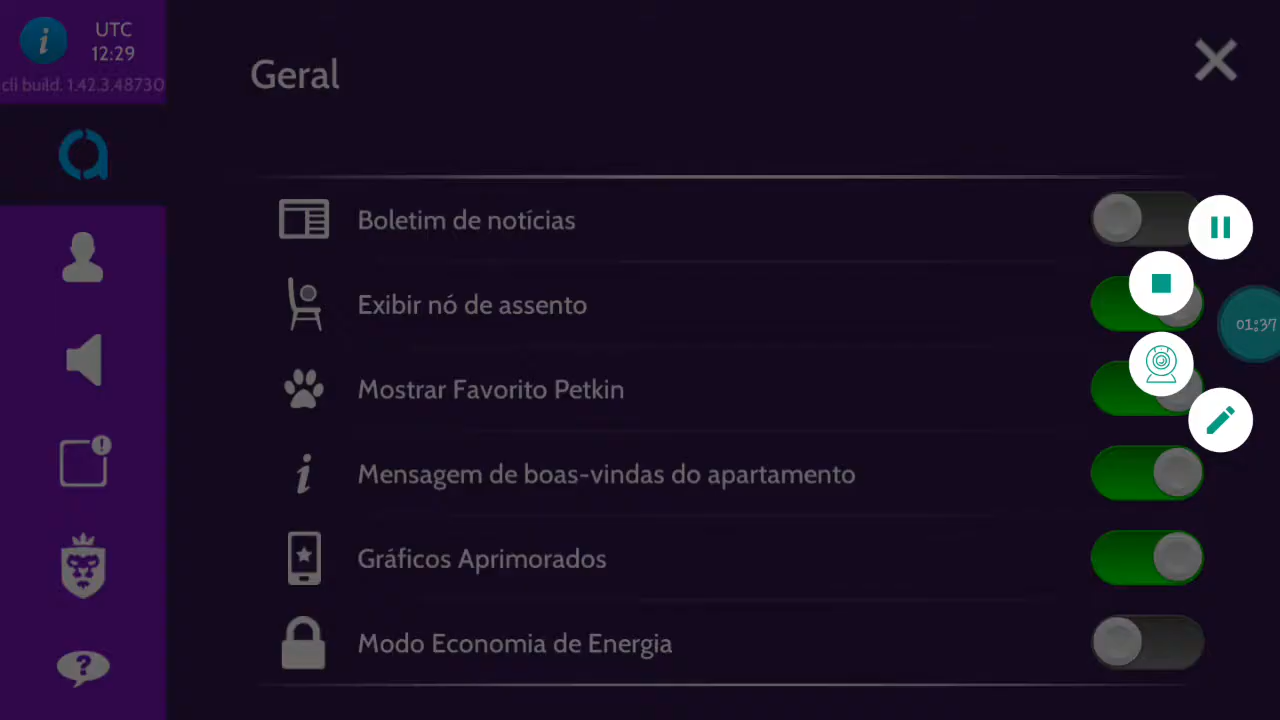 UTC
12:29
cli build. 1.42.3.48730
Geral
Boletim de notícias
Exibir nó de assento
Mostrar Favorito Petkin
Mensagem de boas-vindas do apartamento
Gráficos Aprimorados
Modo Economia de Energia
01:37